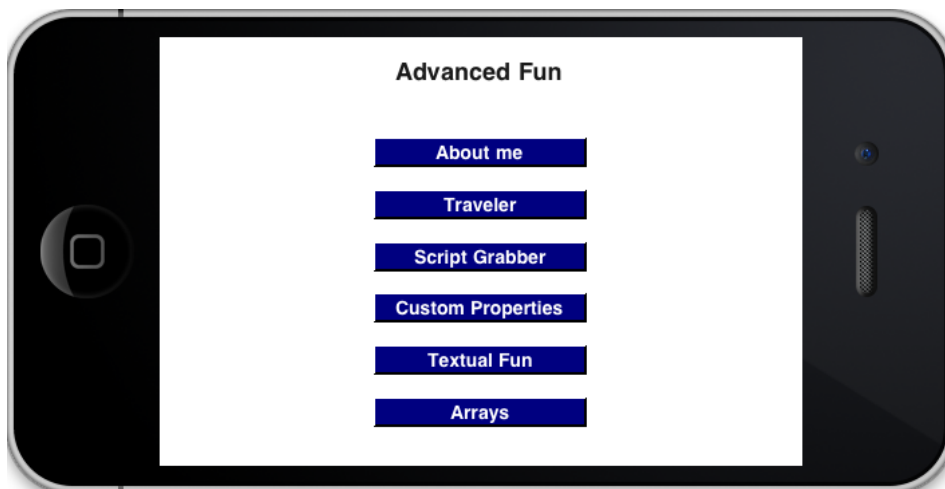 Advanced Fun
About me
Traveler
Script Grabber
Custom Properties
Textual Fun
Arrays